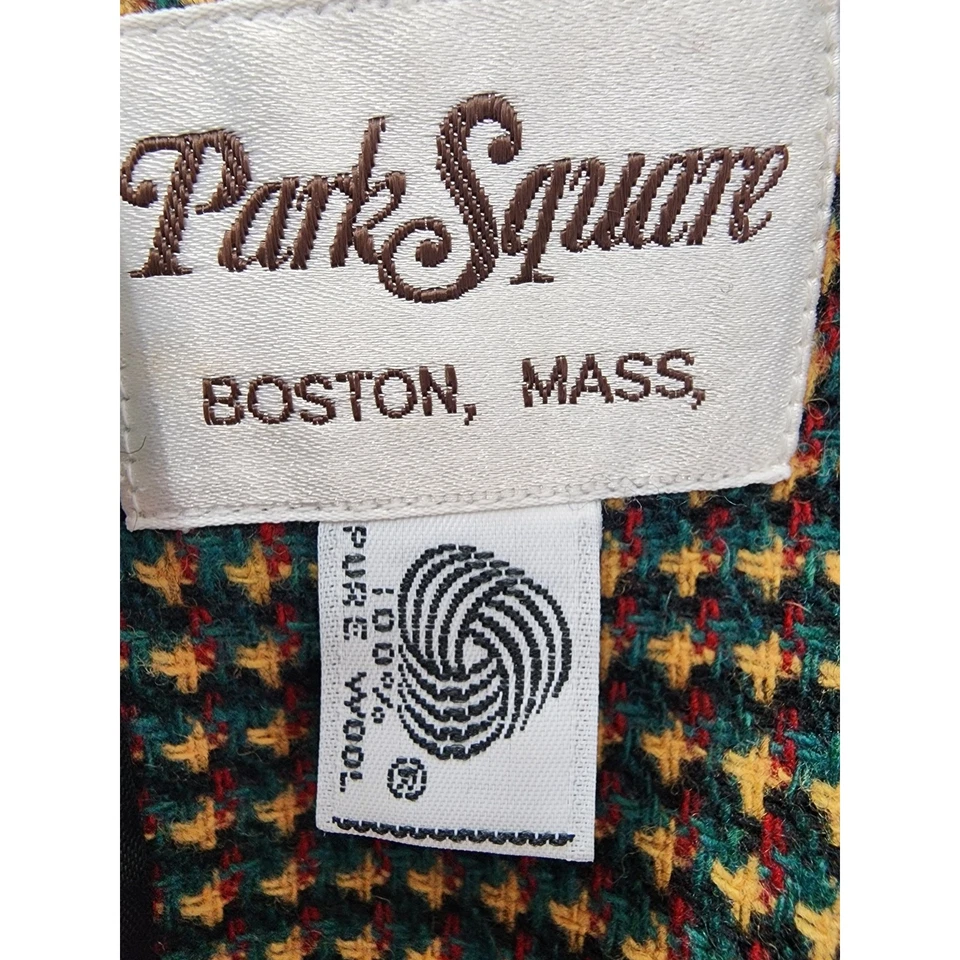 Park Square
BOSTON, MASS,
100%
PURE WOOL
®